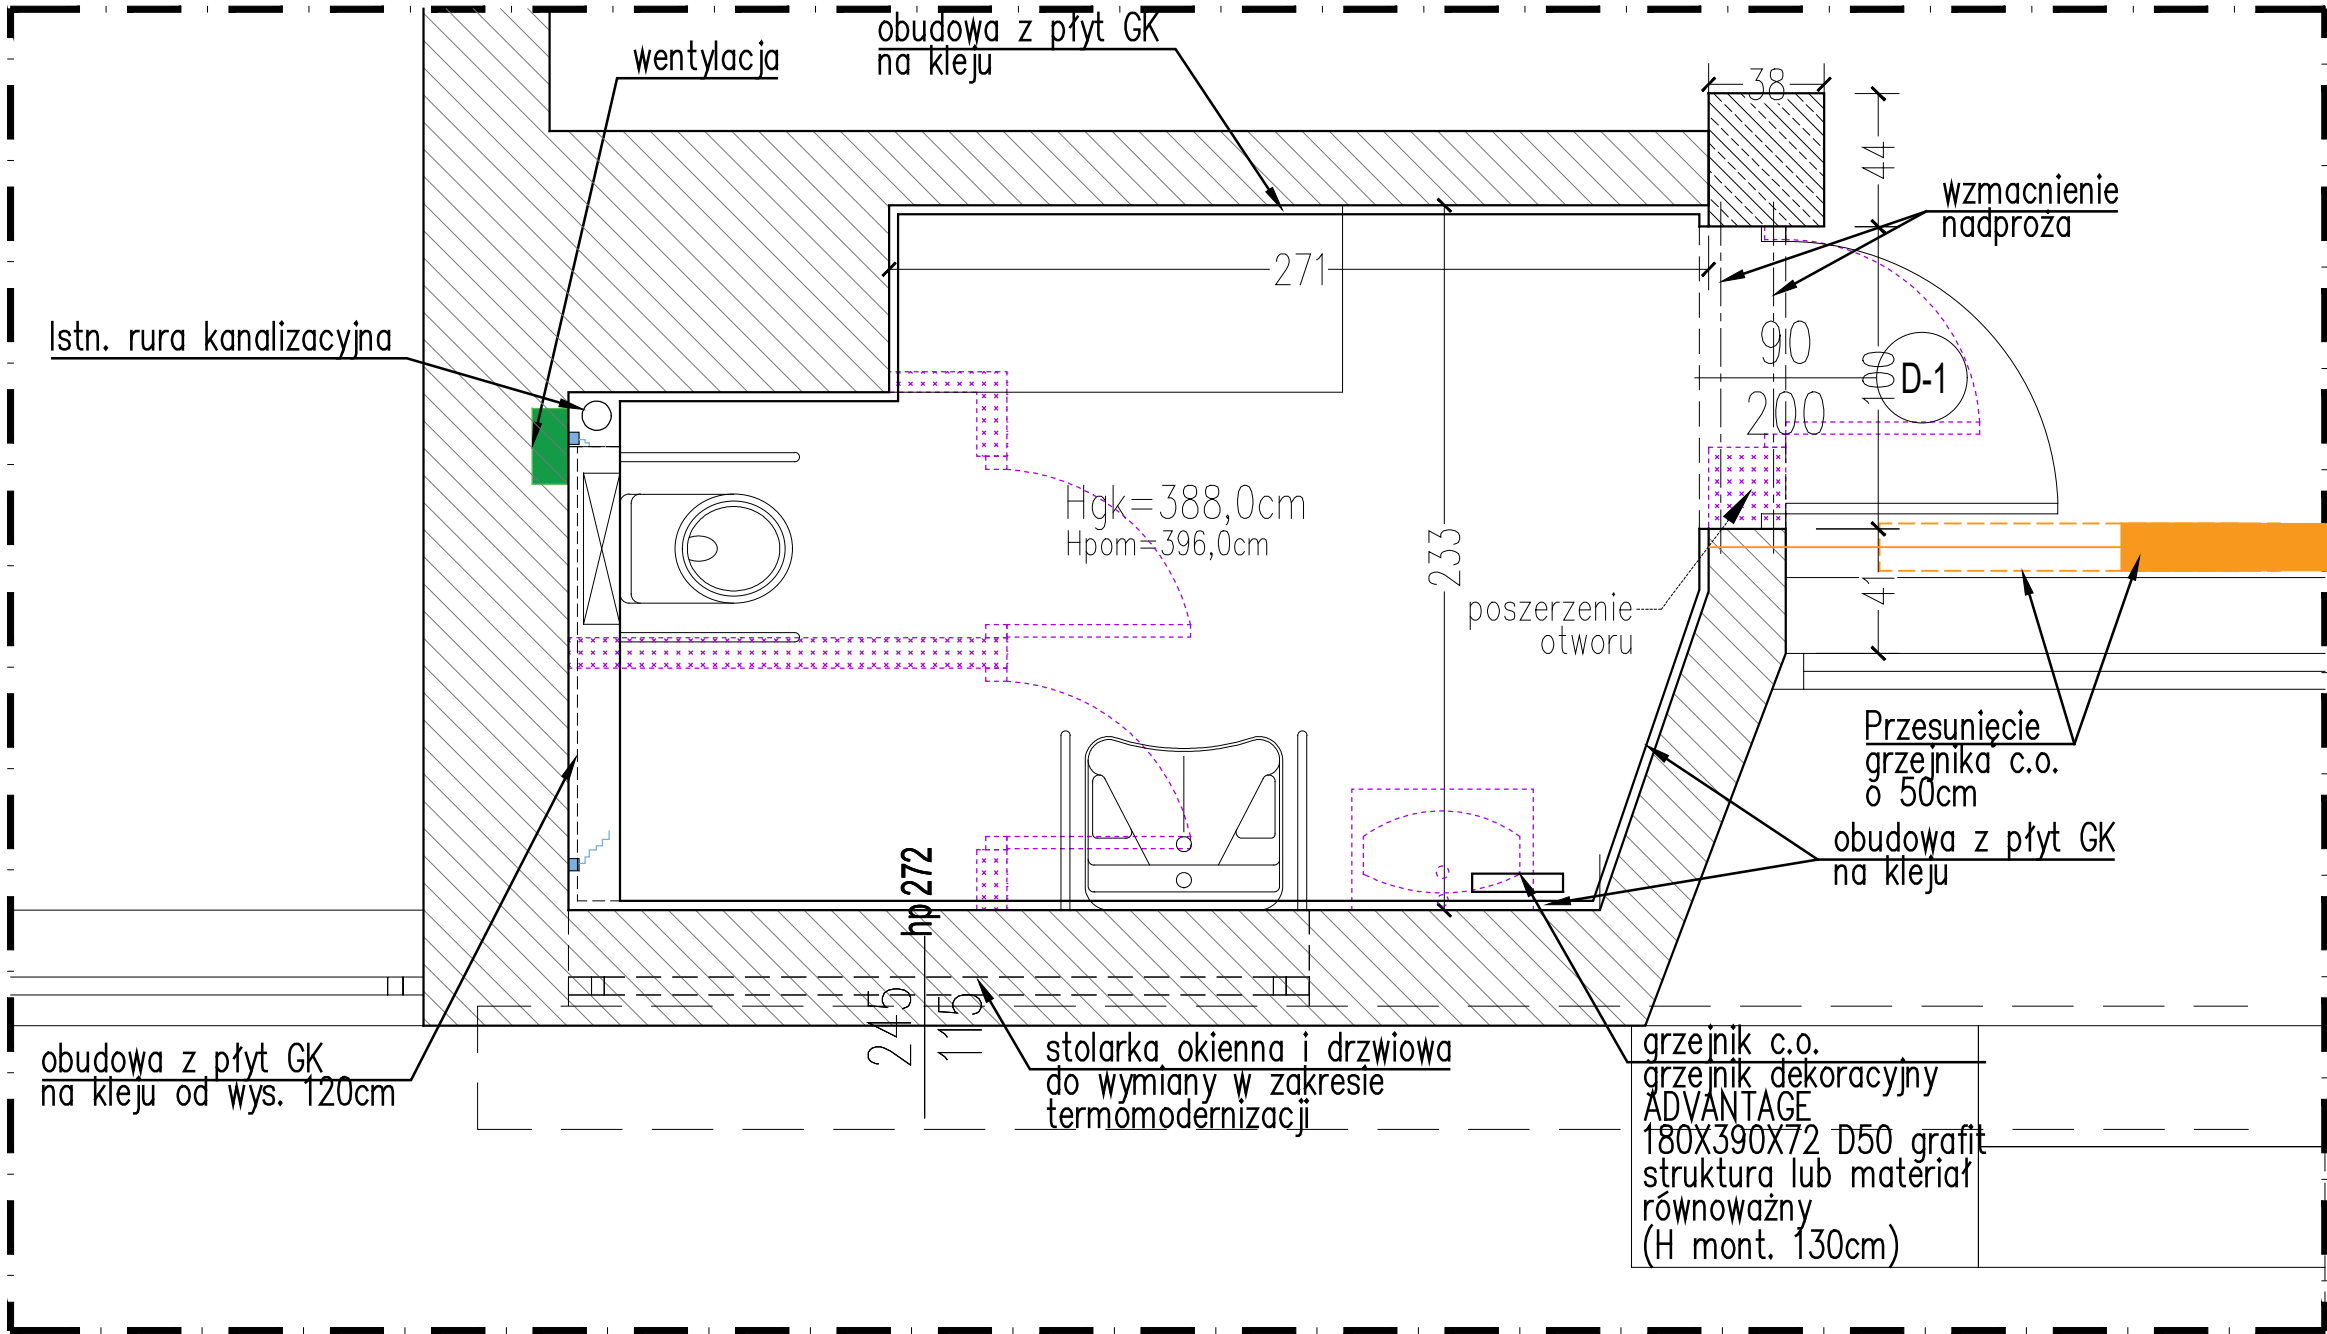 obudowa z płyt GK
na kleju
wentylacja
38
44
wzmacnienie
nadproża
271
Istn. rura kanalizacyjna
90
200
100
D-1
Hgk=388,0cm
Hpom=396,0cm
233
41
poszerzenie
otworu
Przesunięcie
grzejnika c.o.
o 50cm
obudowa z płyt GK
na kleju
hp272
245
115
obudowa z płyt GK
na kleju od wys. 120cm
stolarka okienna i drzwiowa
do wymiany w zakresie
termomodernizacji
grzejnik c.o.
grzejnik dekoracyjny
ADVANTAGE
180X390X72 D50 grafit
struktura lub materiał
równoważny
(H mont. 130cm)